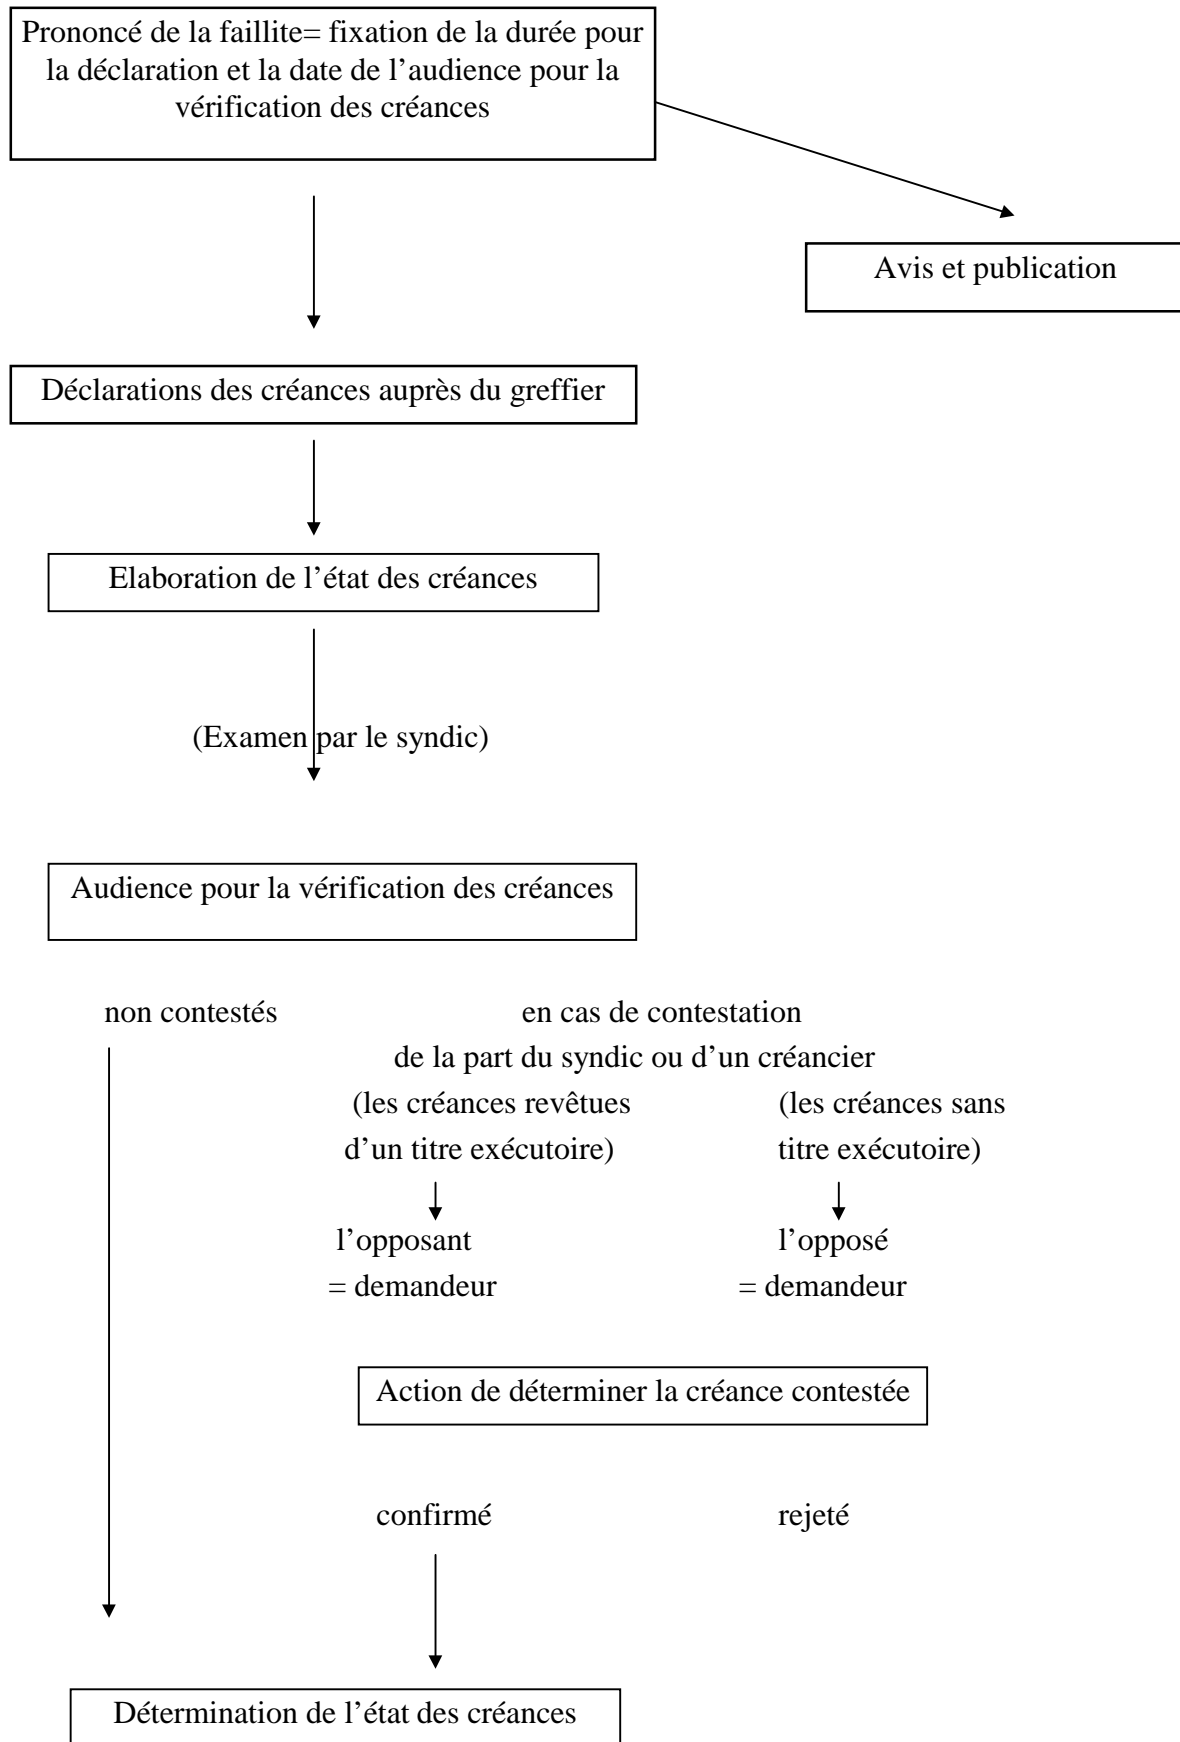 Prononcé de la faillite= fixation de la durée pour
la déclaration et la date de l’audience pour la
vérification des créances
Avis et publication
Déclarations des créances auprès du greffier
Elaboration de l’état des créances
(Examen par le syndic)
Audience pour la vérification des créances
non contestés
en cas de contestation
de la part du syndic ou d’un créancier
(les créances revêtues
d’un titre exécutoire)
(les créances sans
titre exécutoire)
l’opposant
= demandeur
l’opposé
= demandeur
Action de déterminer la créance contestée
confirmé
rejeté
Détermination de l’état des créances